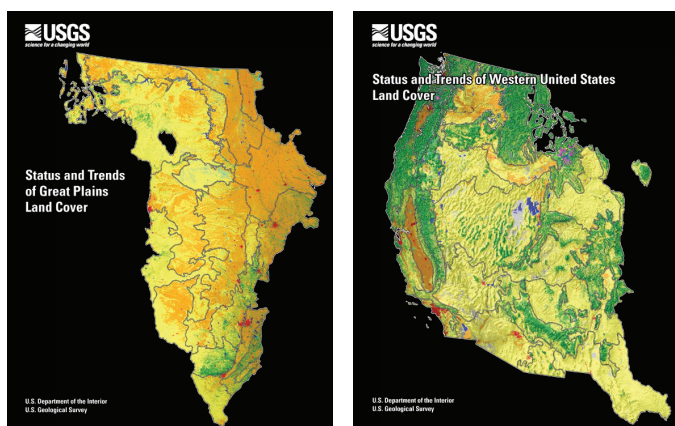 USGS
science for a changing world
Status and Trends
of Great Plains
Land Cover
U.S. Department of the Interior
U.S. Geological Survey
USGS
science for a changing world
Status and Trends of Western United States
Land Cover
U.S. Department of the Interior
U.S. Geological Survey